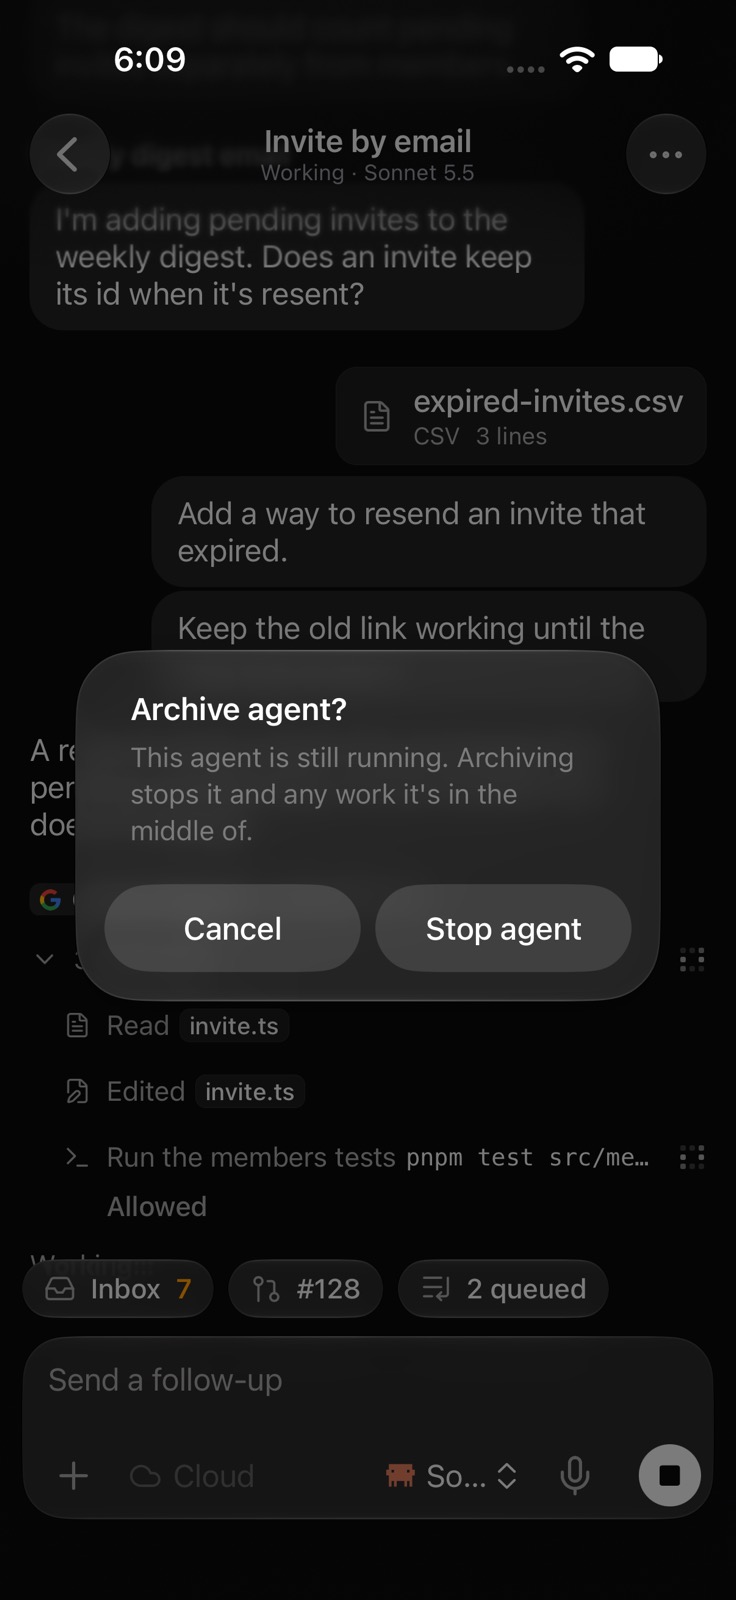 6:09
Invite by email
Working · Sonnet 5.5
I'm adding pending invites to the
weekly digest. Does an invite keep
its id when it's resent?
expired-invites.csv
CSV 3 lines
Add a way to resend an invite that
expired.
Keep the old link working until the
Archive agent?
This agent is still running. Archiving
stops it and any work it's in the
middle of.
Cancel
Stop agent
Read invite.ts
Edited invite.ts
Run the members tests pnpm test src/me…
Allowed
Working
Inbox 7
#128
2 queued
Send a follow-up
Cloud
So...